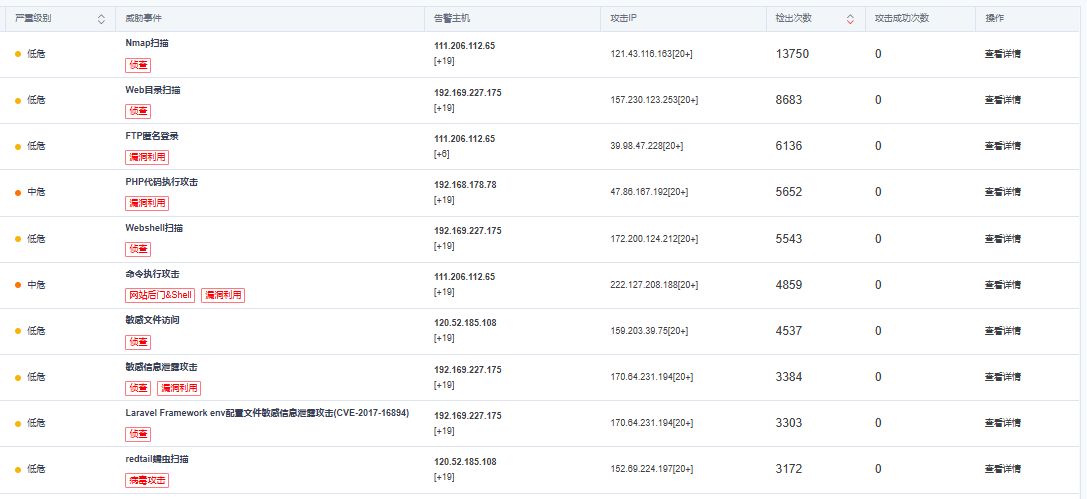 严重级别 威胁事件 告警主机 攻击IP 检出次数 攻击成功次数 操作
低危 Nmap扫描 111.206.112.65 121.43.116.163[20+] 13750 0 查看详情
侦查 [+19]
低危 Web目录扫描 192.169.227.175 157.230.123.253[20+] 8683 0 查看详情
侦查 [+19]
低危 FTP匿名登录 111.206.112.65 39.98.47.228[20+] 6136 0 查看详情
漏洞利用 [+6]
中危 PHP代码执行攻击 192.168.178.78 47.86.167.192[20+] 5652 0 查看详情
漏洞利用 [+19]
低危 Webshell扫描 192.169.227.175 172.200.124.212[20+] 5543 0 查看详情
侦查 [+19]
中危 命令执行攻击 111.206.112.65 222.127.208.188[20+] 4859 0 查看详情
网站后门&Shell 漏洞利用 [+19]
低危 敏感文件访问 120.52.185.108 159.203.39.75[20+] 4537 0 查看详情
侦查 [+19]
低危 敏感信息泄露攻击 192.169.227.175 170.64.231.194[20+] 3384 0 查看详情
侦查 漏洞利用 [+19]
低危 Laravel Framework env配置文件敏感信息泄露攻击(CVE-2017-16894) 192.169.227.175 170.64.231.194[20+] 3303 0 查看详情
侦查 [+19]
低危 redtail蠕虫扫描 120.52.185.108 152.69.224.197[20+] 3172 0 查看详情
病毒攻击 [+19]